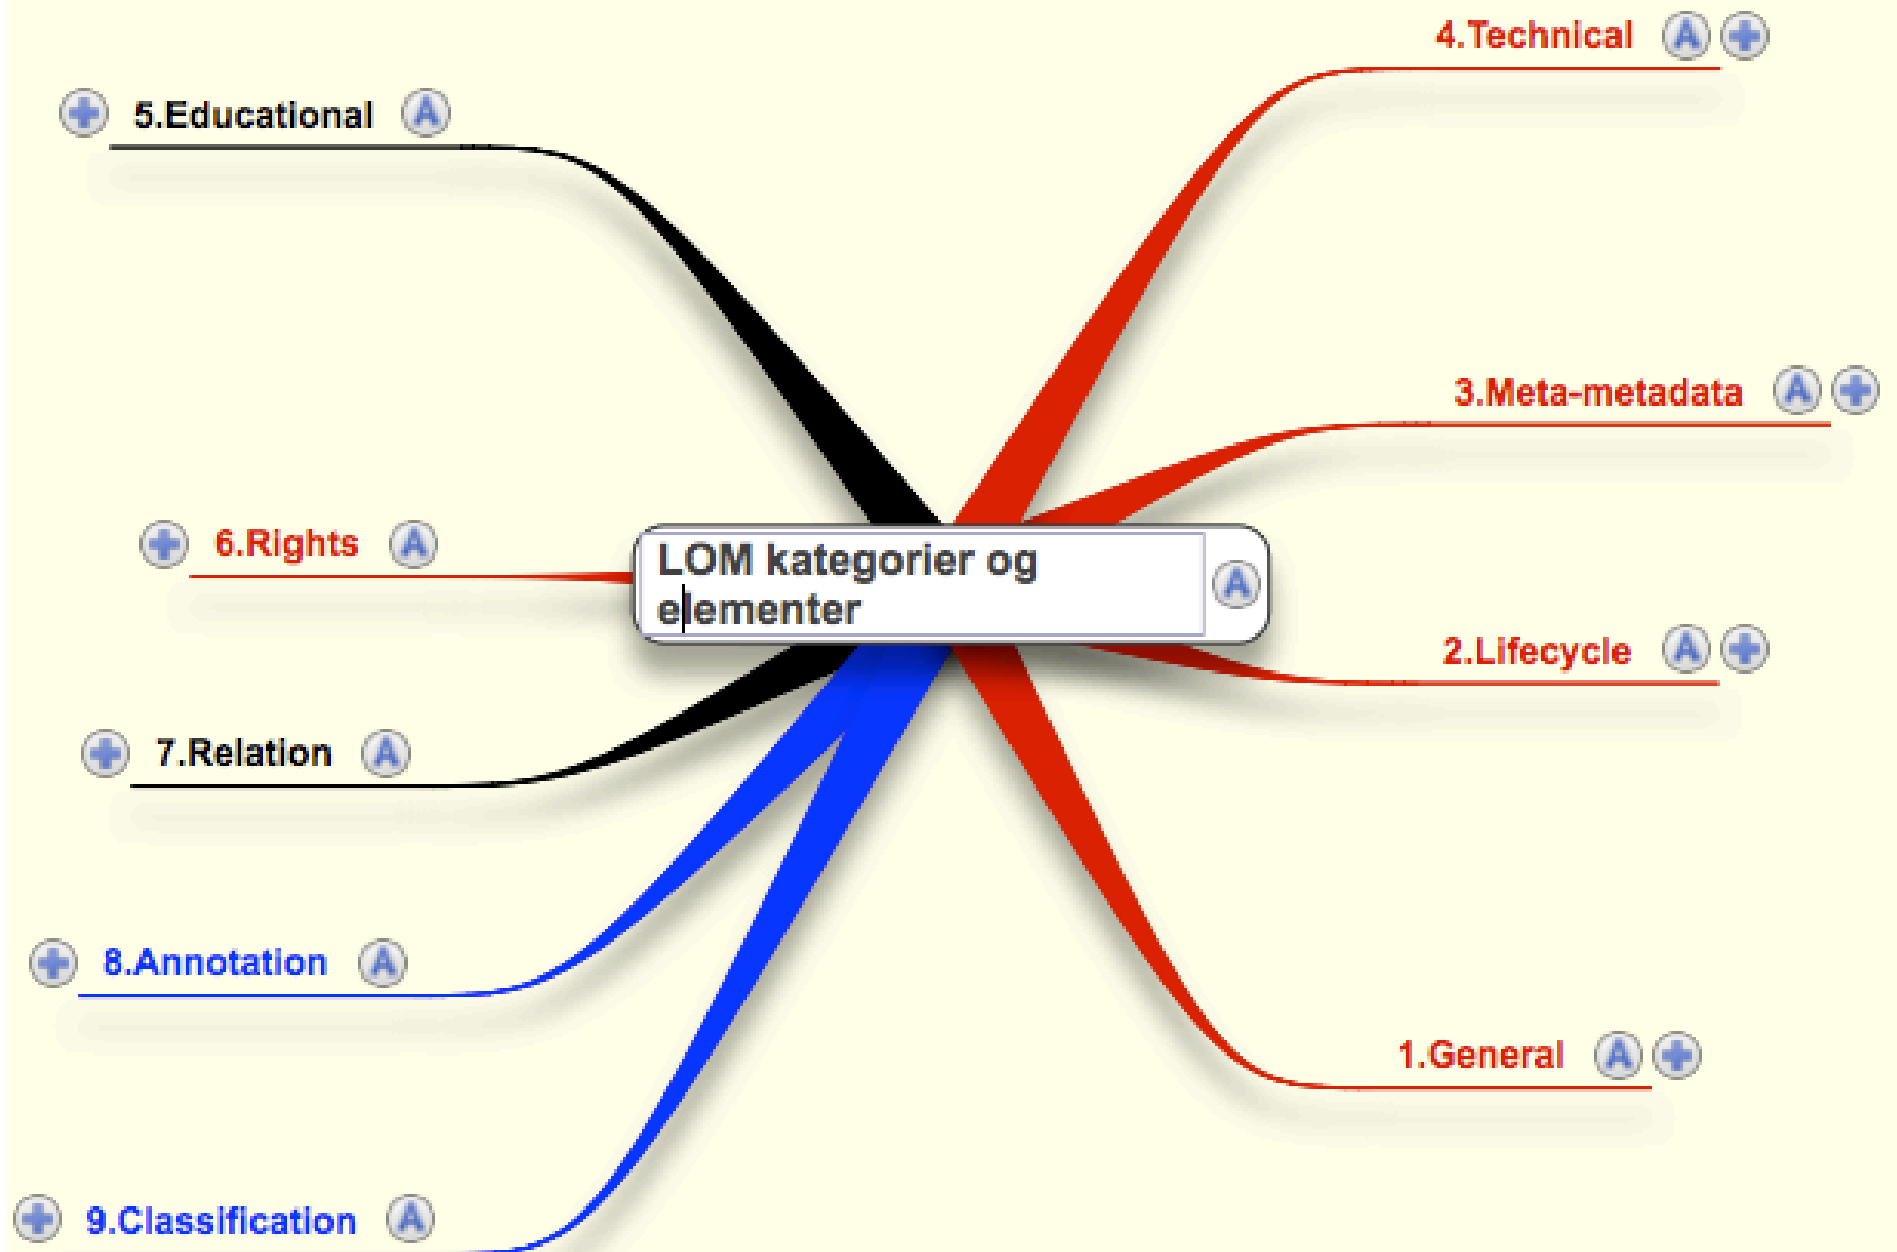 4.Technical A
5.Educational A
3.Meta-metadata A
6.Rights A
LOM kategorier og
elementer
A
2.Lifecycle A
7.Relation A
8.Annotation A
1.General A
9.Classification A